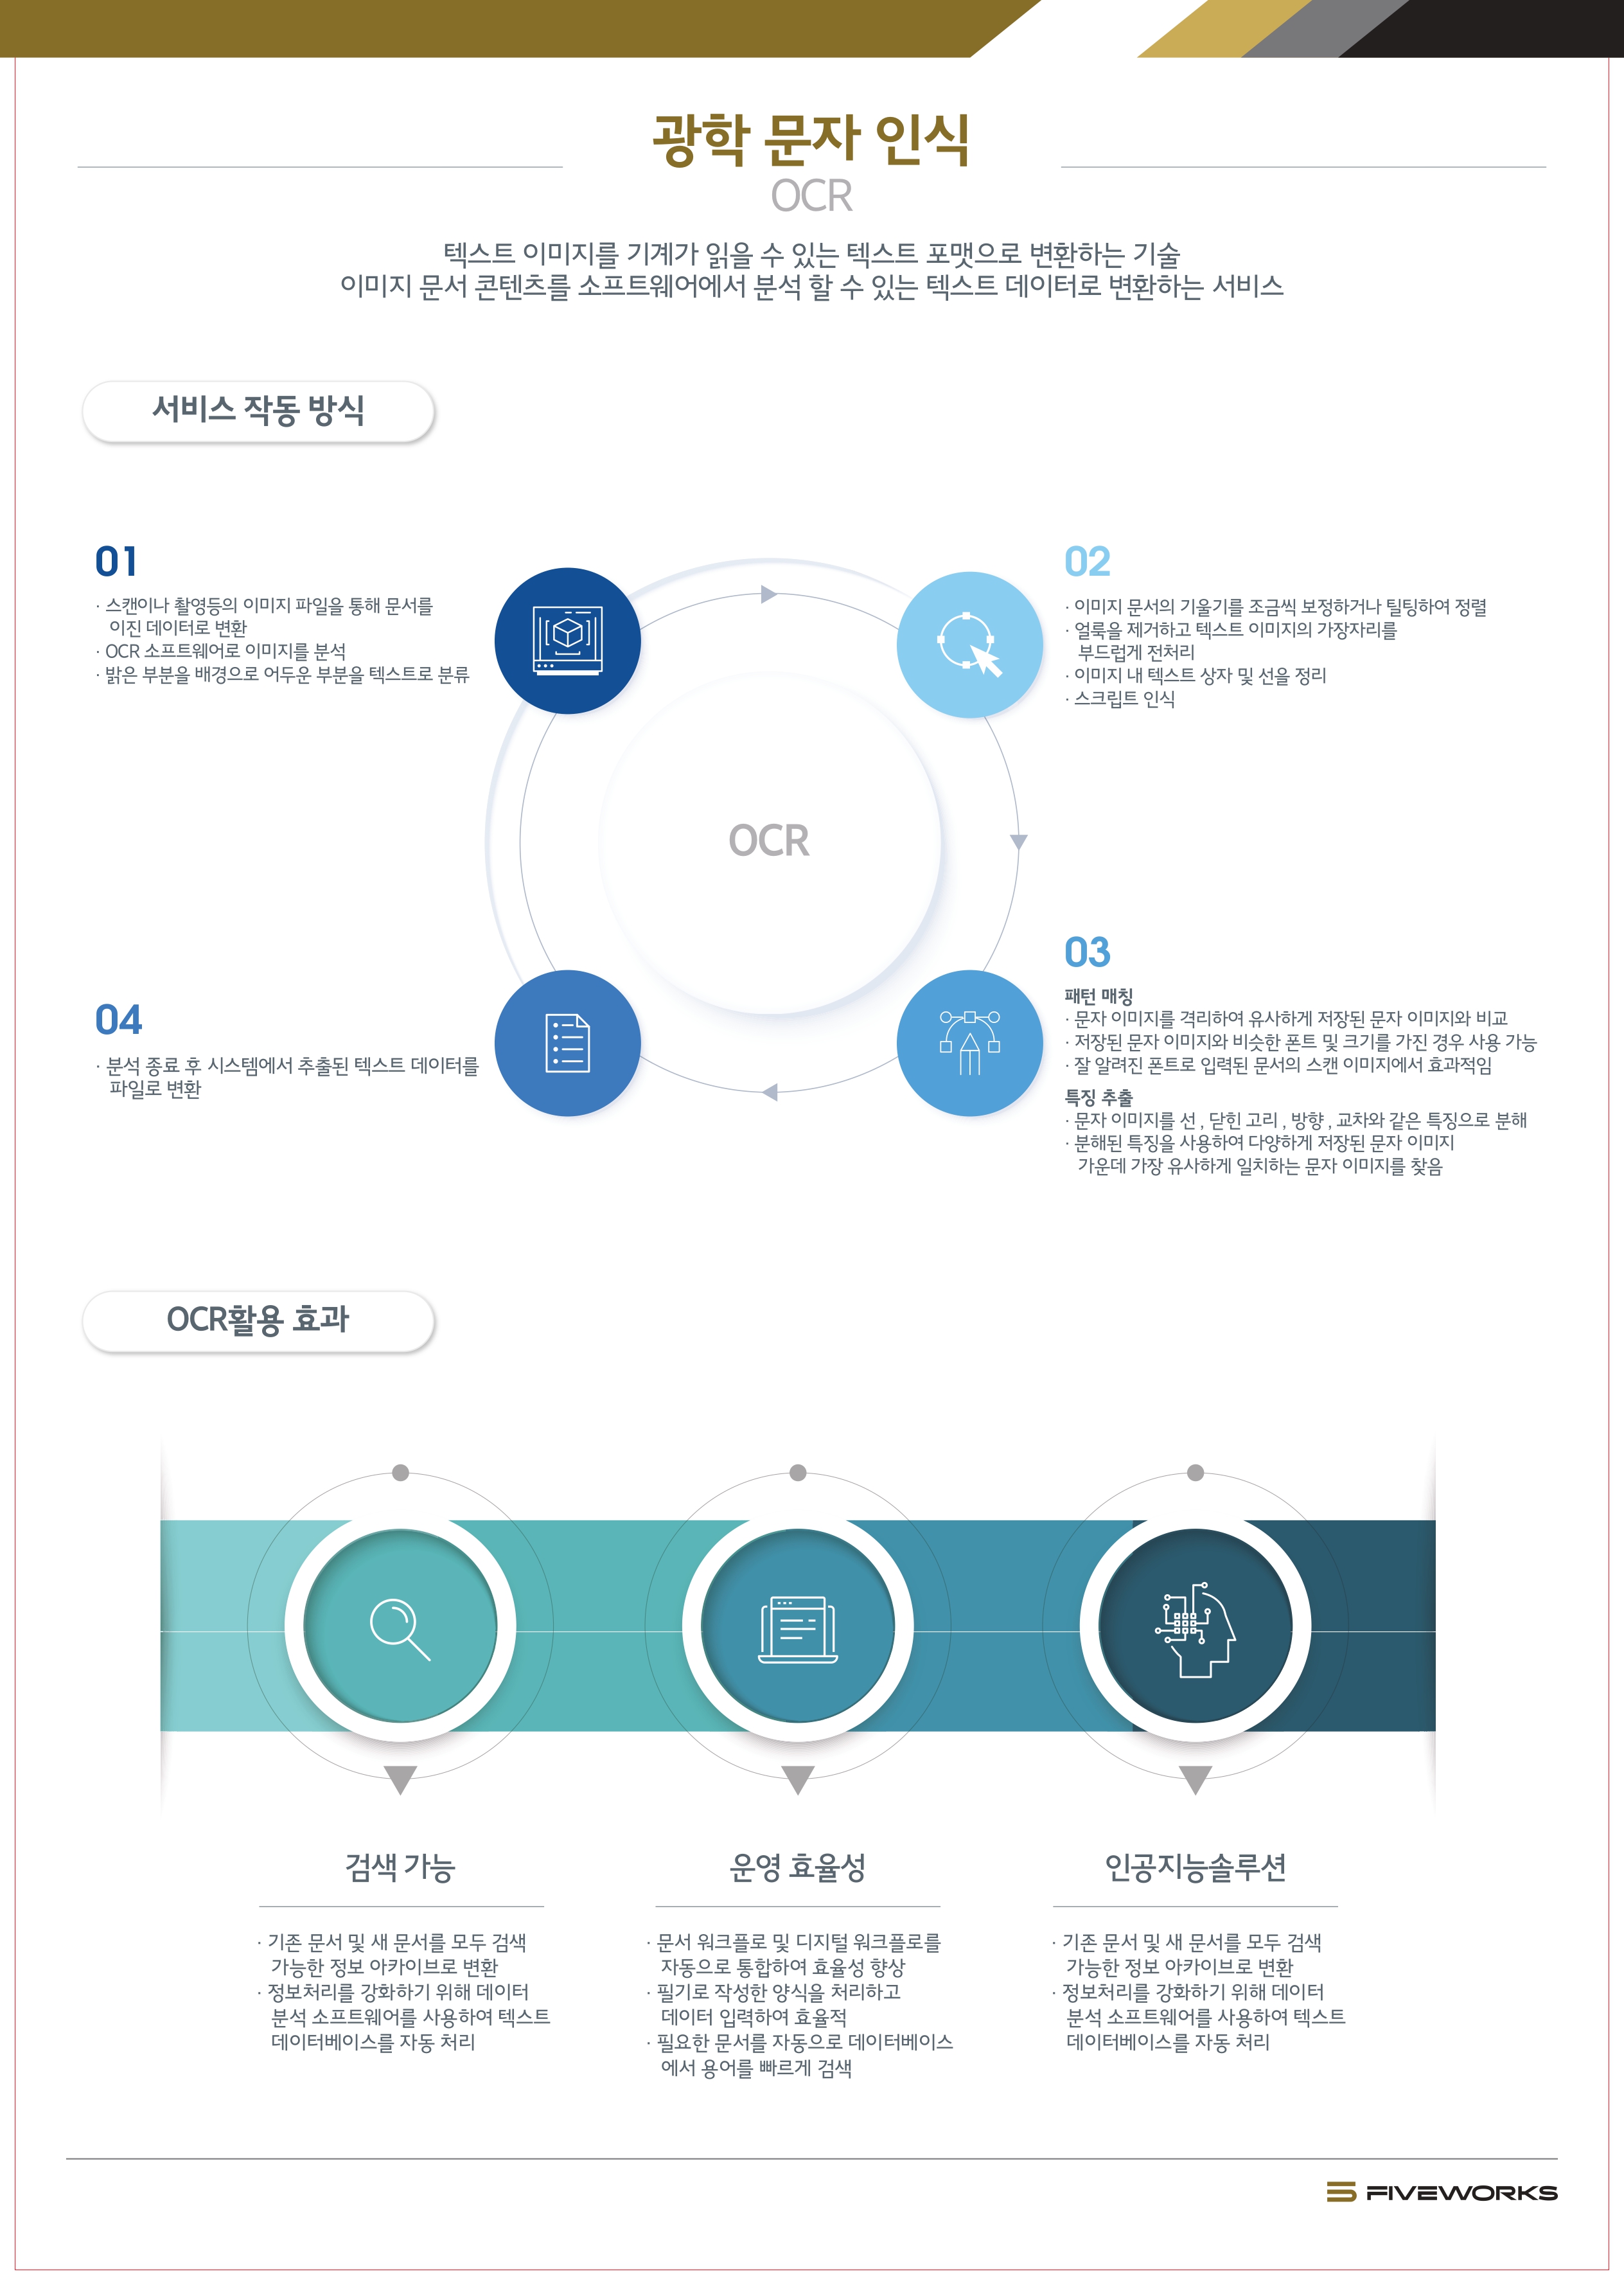 광학 문자 인식
OCR
텍스트 이미지를 기계가 읽을 수 있는 텍스트 포맷으로 변환하는 기술
이미지 문서 콘텐츠를 소프트웨어에서 분석 할 수 있는 텍스트 데이터로 변환하는 서비스
서비스 작동 방식
01
· 스캔이나 촬영등의 이미지 파일을 통해 문서를
이진 데이터로 변환
· OCR 소프트웨어로 이미지를 분석
· 밝은 부분을 배경으로 어두운 부분을 텍스트로 분류
02
· 이미지 문서의 기울기를 조금씩 보정하거나 틸팅하여 정렬
· 얼룩을 제거하고 텍스트 이미지의 가장자리를
부드럽게 전처리
· 이미지 내 텍스트 상자 및 선을 정리
· 스크립트 인식
OCR
03
패턴 매칭
· 문자 이미지를 격리하여 유사하게 저장된 문자 이미지와 비교
· 저장된 문자 이미지와 비슷한 폰트 및 크기를 가진 경우 사용 가능
· 잘 알려진 폰트로 입력된 문서의 스캔 이미지에서 효과적임
특징 추출
· 문자 이미지를 선 , 닫힌 고리 , 방향 , 교차와 같은 특징으로 분해
· 분해된 특징을 사용하여 다양하게 저장된 문자 이미지
가운데 가장 유사하게 일치하는 문자 이미지를 찾음
04
· 분석 종료 후 시스템에서 추출된 텍스트 데이터를
파일로 변환
OCR활용 효과
검색 가능
· 기존 문서 및 새 문서를 모두 검색
가능한 정보 아카이브로 변환
· 정보처리를 강화하기 위해 데이터
분석 소프트웨어를 사용하여 텍스트
데이터베이스를 자동 처리
운영 효율성
· 문서 워크플로 및 디지털 워크플로를
자동으로 통합하여 효율성 향상
· 필기로 작성한 양식을 처리하고
데이터 입력하여 효율적
· 필요한 문서를 자동으로 데이터베이스
에서 용어를 빠르게 검색
인공지능솔루션
· 기존 문서 및 새 문서를 모두 검색
가능한 정보 아카이브로 변환
· 정보처리를 강화하기 위해 데이터
분석 소프트웨어를 사용하여 텍스트
데이터베이스를 자동 처리
FIVEWORKS